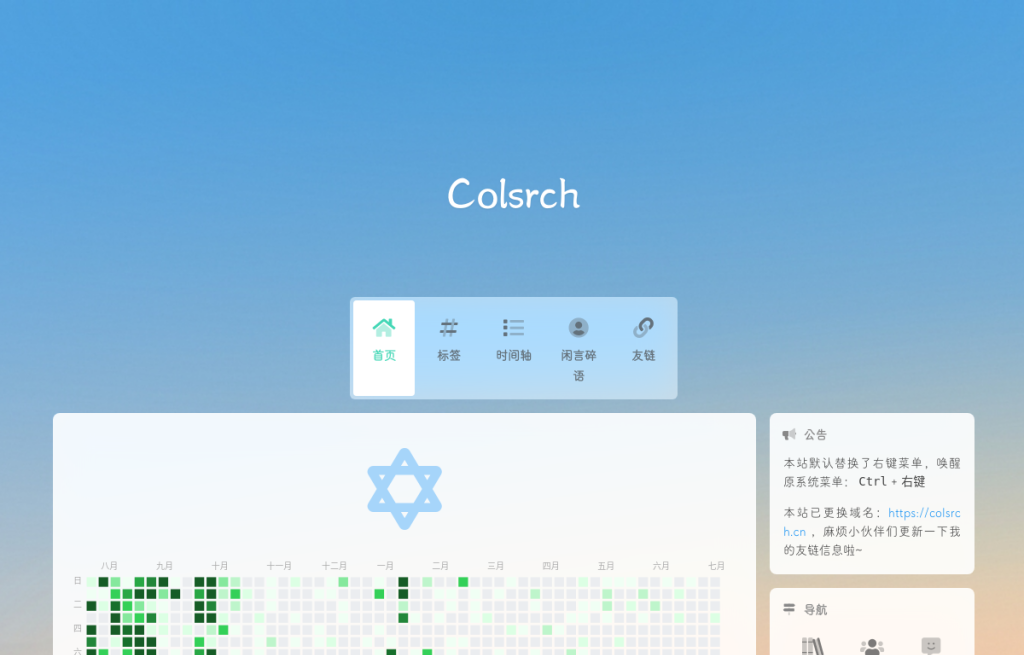 Colsrch
首页
标签
时间轴
闲言碎
语
友链
公告
本站默认替换了右键菜单，唤醒
原系统菜单： Ctrl + 右键
本站已更换域名：https://colsrc
h.cn ，麻烦小伙伴们更新一下我
的友链信息啦~
八月 九月 十月 十一月 十二月 一月 二月 三月 四月 五月 六月 七月
日
二
四
六
导航